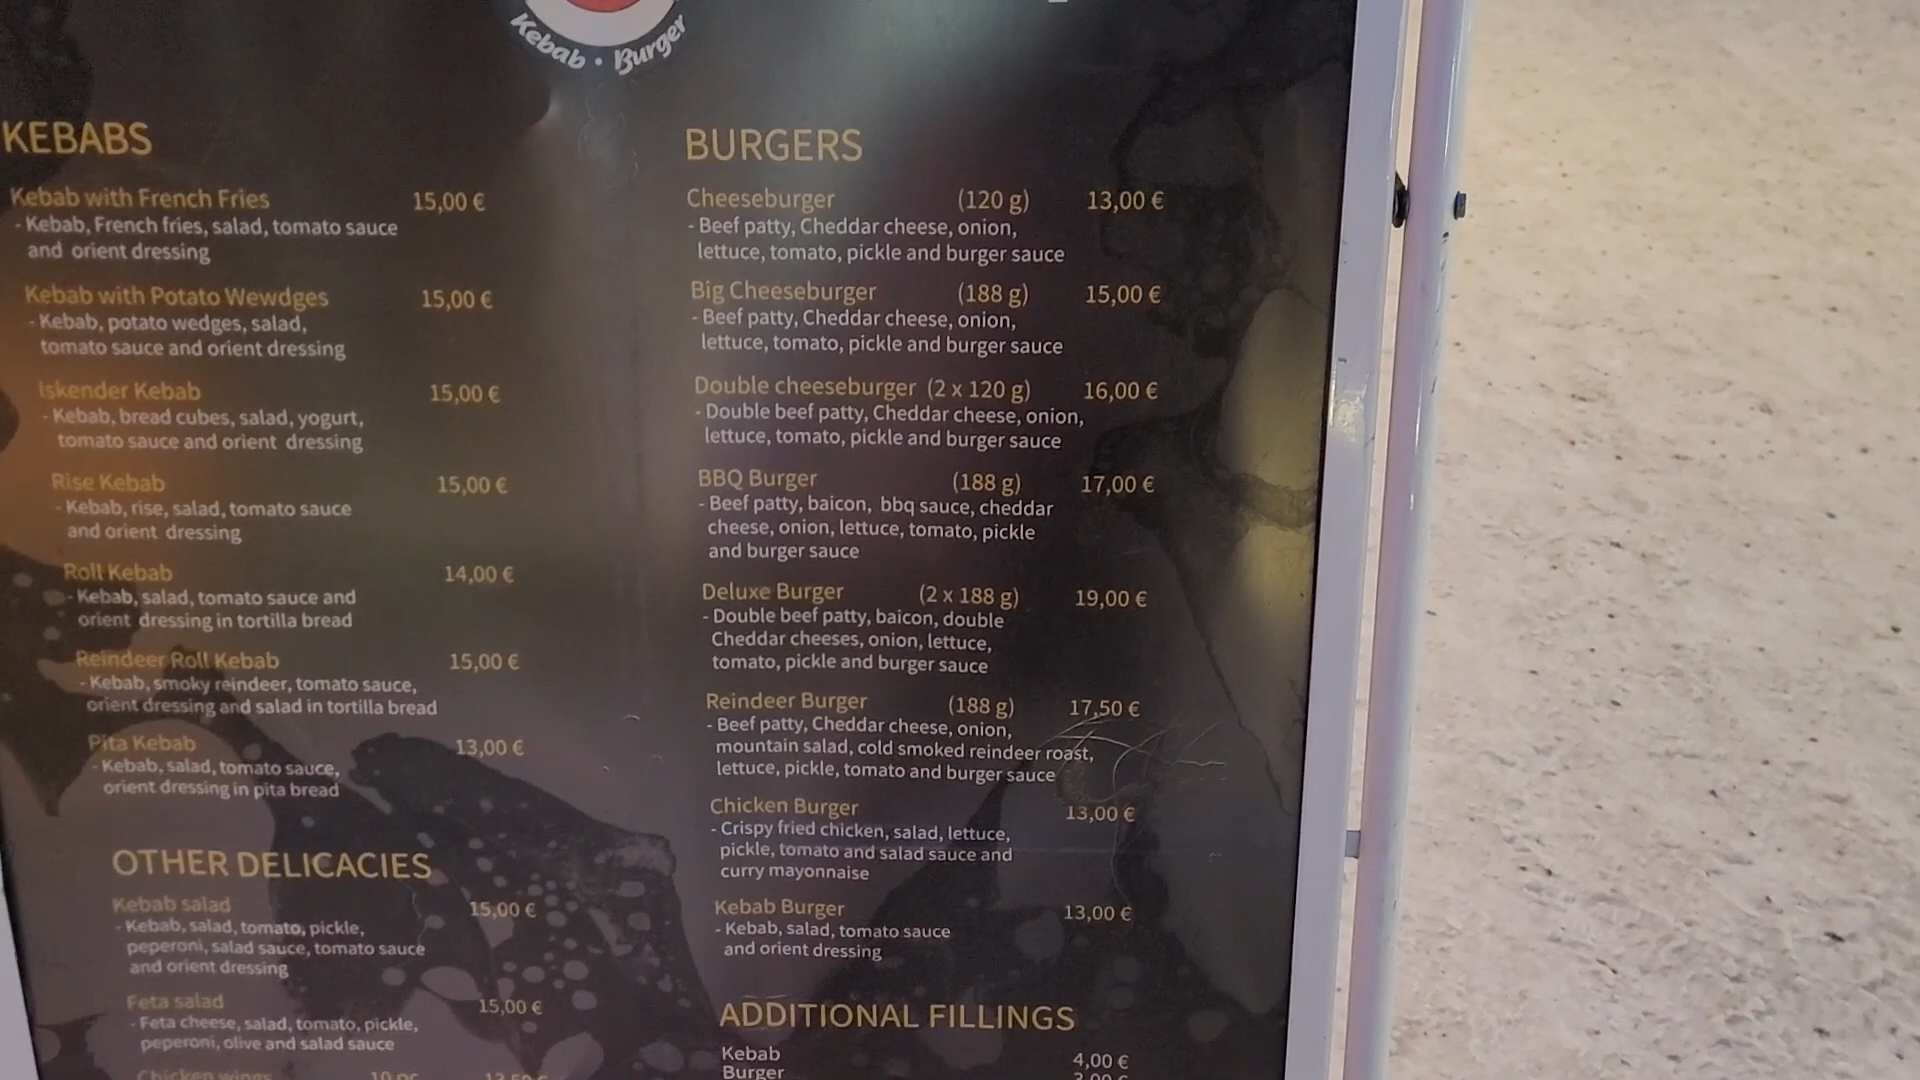 Kebab • Burger
KEBABS
Kebab with French Fries 15,00 €
- Kebab, French fries, salad, tomato sauce
and orient dressing
Kebab with Potato Wewdges 15,00 €
- Kebab, potato wedges, salad,
tomato sauce and orient dressing
Iskender Kebab 15,00 €
- Kebab, bread cubes, salad, yogurt,
tomato sauce and orient dressing
Rise Kebab 15,00 €
- Kebab, rise, salad, tomato sauce
and orient dressing
Roll Kebab 14,00 €
- Kebab, salad, tomato sauce and
orient dressing in tortilla bread
Reindeer Roll Kebab 15,00 €
- Kebab, smoky reindeer, tomato sauce,
orient dressing and salad in tortilla bread
Pita Kebab 13,00 €
- Kebab, salad, tomato sauce,
orient dressing in pita bread
OTHER DELICACIES
Kebab salad 15,00 €
- Kebab, salad, tomato, pickle,
peperoni, salad sauce, tomato sauce
and orient dressing
Feta salad 15,00 €
- Feta cheese, salad, tomato, pickle,
peperoni, olive and salad sauce
Chicken wings 10 pc
BURGERS
Cheeseburger (120 g) 13,00 €
- Beef patty, Cheddar cheese, onion,
lettuce, tomato, pickle and burger sauce
Big Cheeseburger (188 g) 15,00 €
- Beef patty, Cheddar cheese, onion,
lettuce, tomato, pickle and burger sauce
Double cheeseburger (2 x 120 g) 16,00 €
- Double beef patty, Cheddar cheese, onion,
lettuce, tomato, pickle and burger sauce
BBQ Burger (188 g) 17,00 €
- Beef patty, baicon, bbq sauce, cheddar
cheese, onion, lettuce, tomato, pickle
and burger sauce
Deluxe Burger (2 x 188 g) 19,00 €
- Double beef patty, baicon, double
Cheddar cheeses, onion, lettuce,
tomato, pickle and burger sauce
Reindeer Burger (188 g) 17,50 €
- Beef patty, Cheddar cheese, onion,
mountain salad, cold smoked reindeer roast,
lettuce, pickle, tomato and burger sauce
Chicken Burger 13,00 €
- Crispy fried chicken, salad, lettuce,
pickle, tomato and salad sauce and
curry mayonnaise
Kebab Burger 13,00 €
- Kebab, salad, tomato sauce
and orient dressing
ADDITIONAL FILLINGS
Kebab 4,00 €
Burger